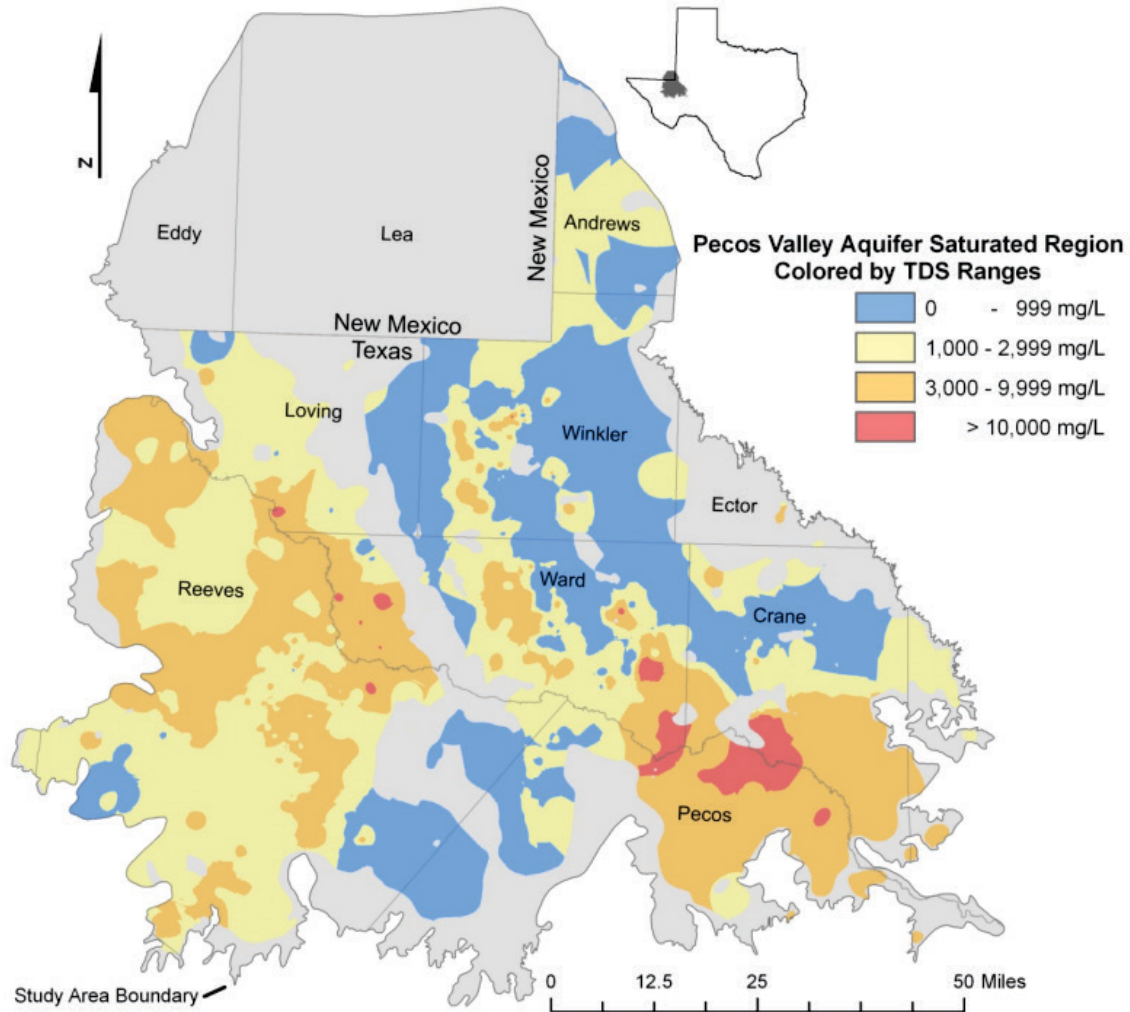 N
New Mexico
Andrews
Eddy
Lea
Pecos Valley Aquifer Saturated Region
Colored by TDS Ranges
0 - 999 mg/L
1,000 - 2,999 mg/L
3,000 - 9,999 mg/L
> 10,000 mg/L
New Mexico
Texas
Loving
Winkler
Ector
Reeves
Ward
Crane
Pecos
Study Area Boundary
0 12.5 25 50 Miles